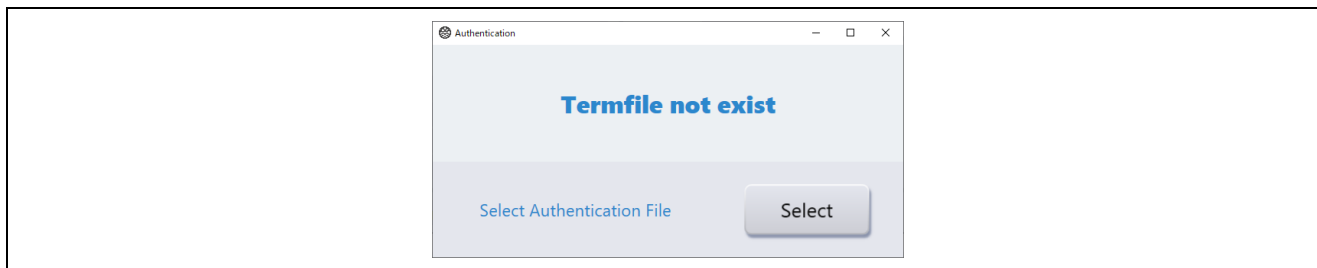 Authentication
Termfile not exist
Select Authentication File
Select